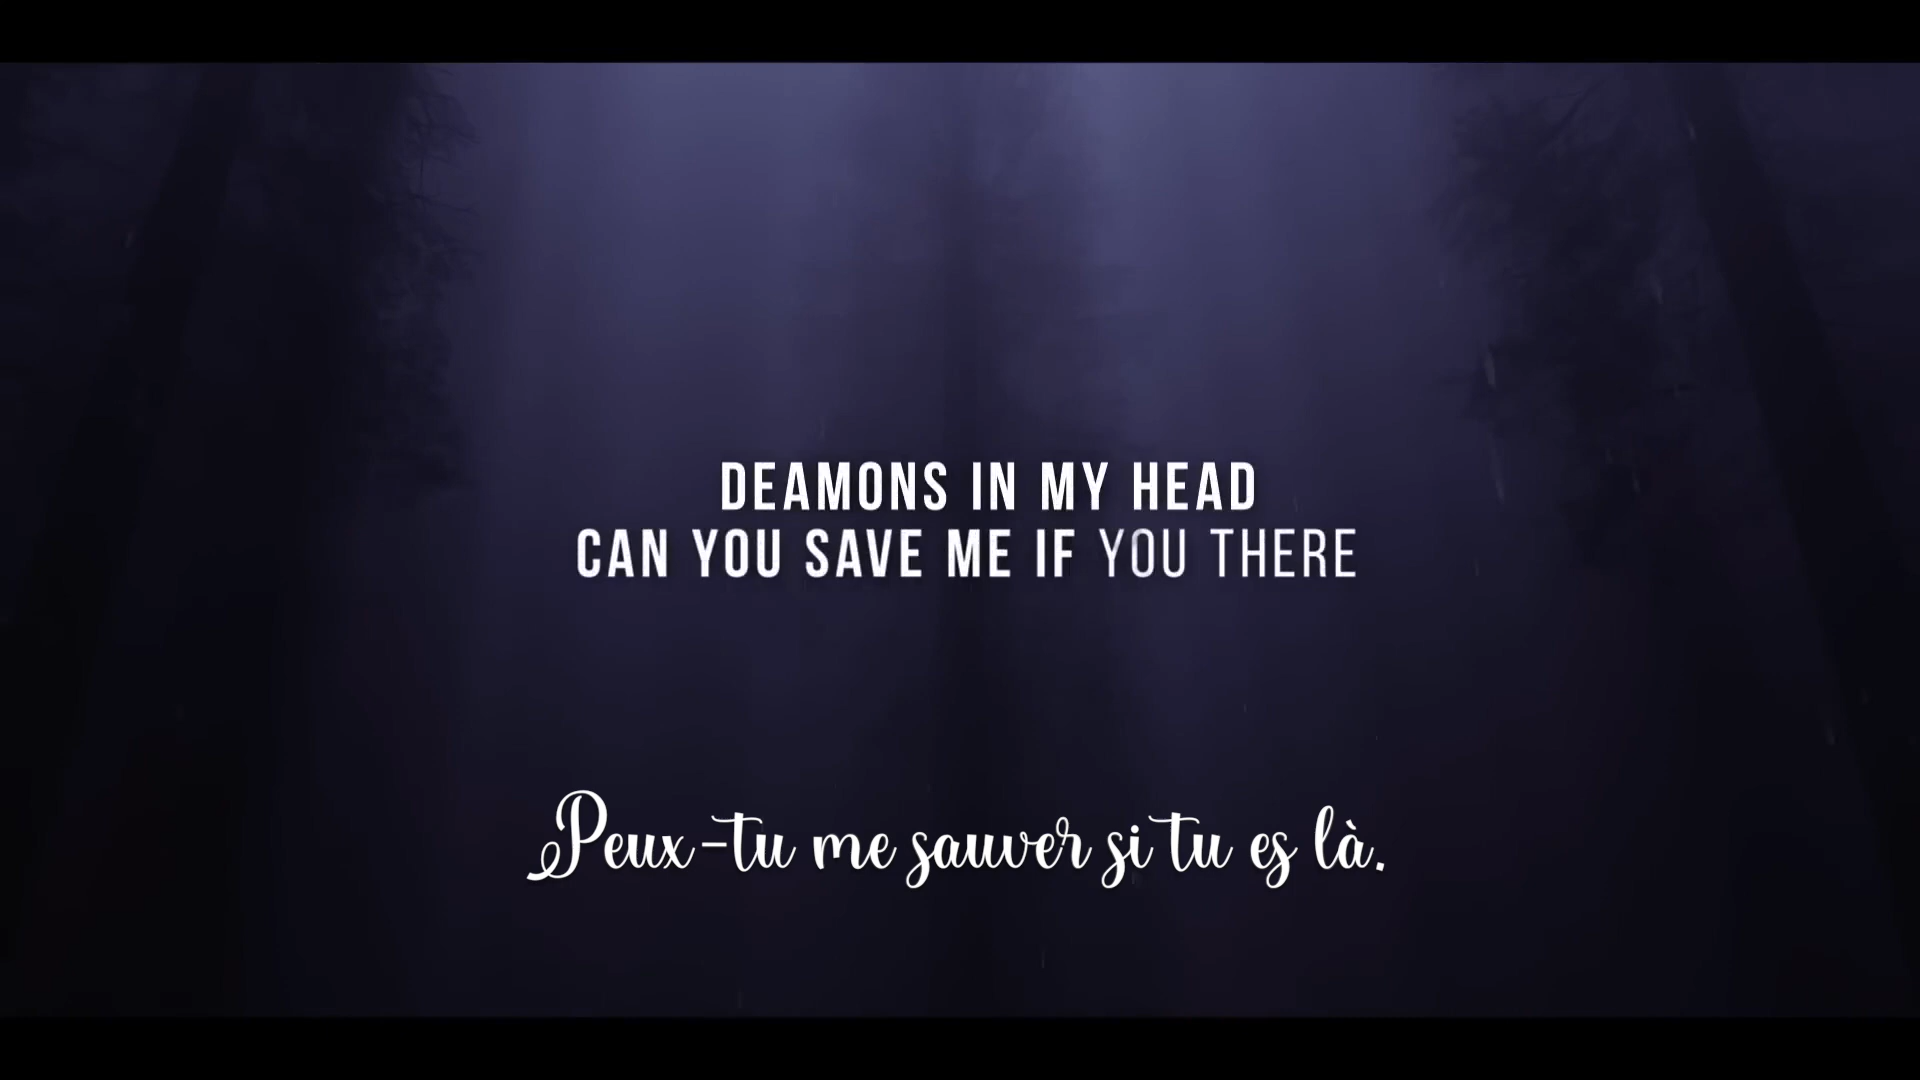 DEAMONS IN MY HEAD
CAN YOU SAVE ME IF YOU THERE
Peux-tu me sauver si tu es là.